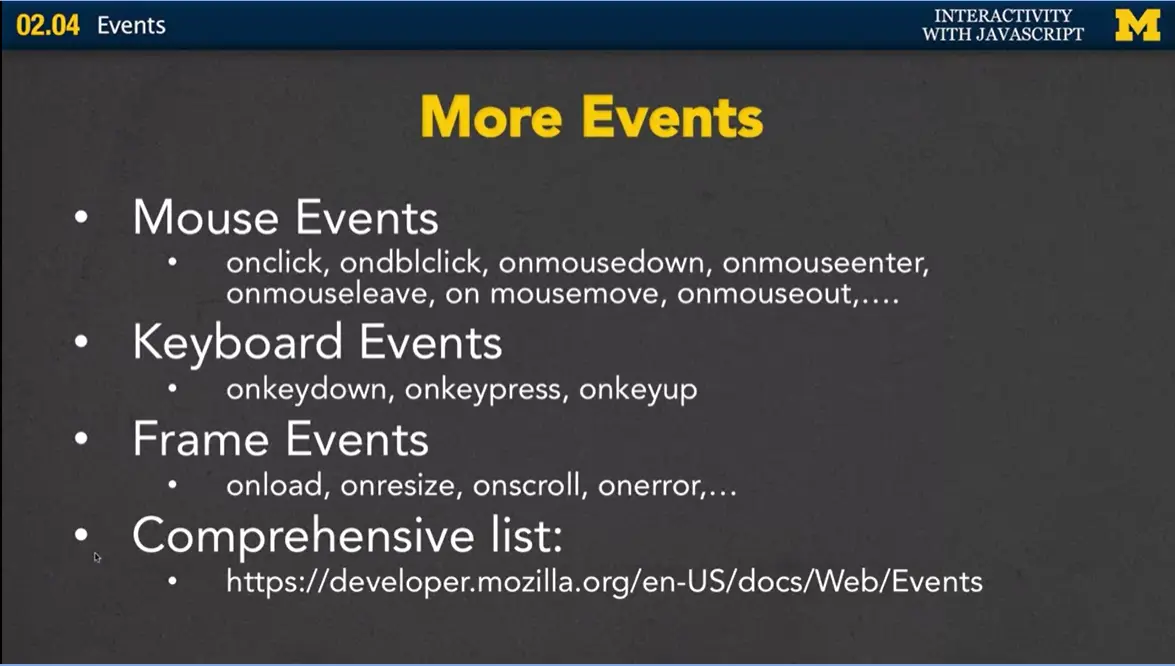 02.04 Events
INTERACTIVITY
WITH JAVASCRIPT
M
More Events
• Mouse Events
• onclick, ondblclick, onmousedown, onmouseenter,
onmouseleave, on mousemove, onmouseout,....
• Keyboard Events
• onkeydown, onkeypress, onkeyup
• Frame Events
• onload, onresize, onscroll, onerror,...
• Comprehensive list:
• https://developer.mozilla.org/en-US/docs/Web/Events